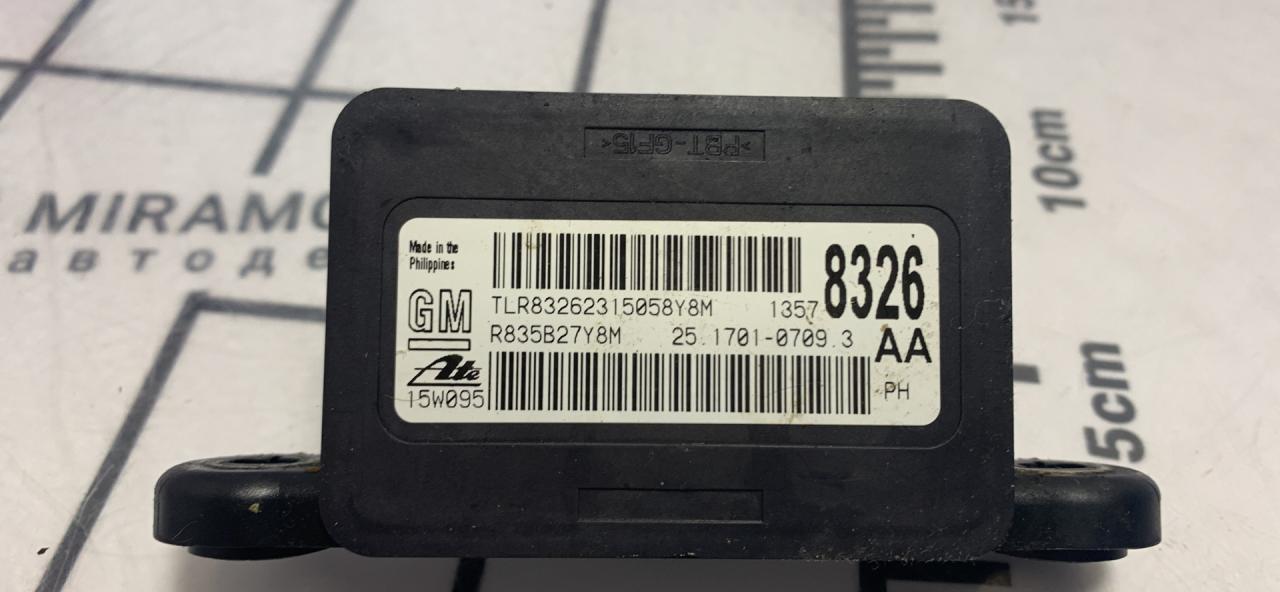 >PBT-GF15<
Made in the
Philippines
8326
GM
TLR83262315058Y8M 1357
R835B27Y8M 25.1701-0709.3
AA
Ate
15W095
PH
MIRAMO
автоде
15
10cm
5cm